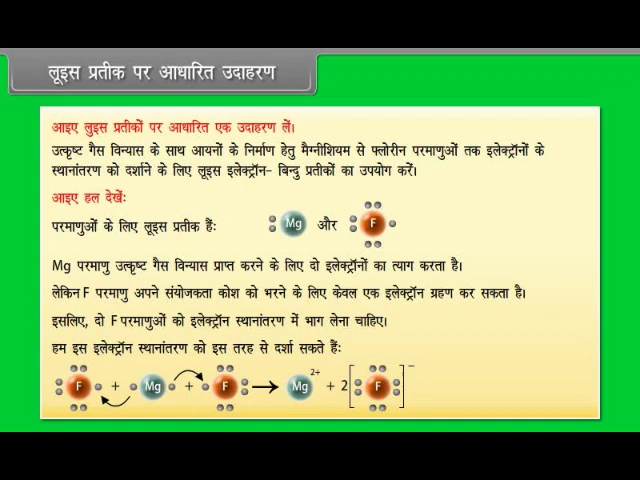 लूइस प्रतीक पर आधारित उदाहरण
आइए लुइस प्रतीकों पर आधारित एक उदाहरण लें।
उत्कृष्ट गैस विन्यास के साथ आयनों के निर्माण हेतु मैग्नीशियम से फ्लोरीन परमाणुओं तक इलेक्ट्रॉनों के
स्थानांतरण को दर्शाने के लिए लूइस इलेक्ट्रॉन- बिन्दु प्रतीकों का उपयोग करें।
आइए हल देखें:
परमाणुओं के लिए लूइस प्रतीक हैं: Mg और F
Mg परमाणु उत्कृष्ट गैस विन्यास प्राप्त करने के लिए दो इलेक्ट्रॉनों का त्याग करता है।
लेकिन F परमाणु अपने संयोजकता कोश को भरने के लिए केवल एक इलेक्ट्रॉन ग्रहण कर सकता है।
इसलिए, दो F परमाणुओं को इलेक्ट्रॉन स्थानांतरण में भाग लेना चाहिए।
हम इस इलेक्ट्रॉन स्थानांतरण को इस तरह से दर्शा सकते हैं:
F + Mg + F → Mg 2+ + 2 [ F ] −